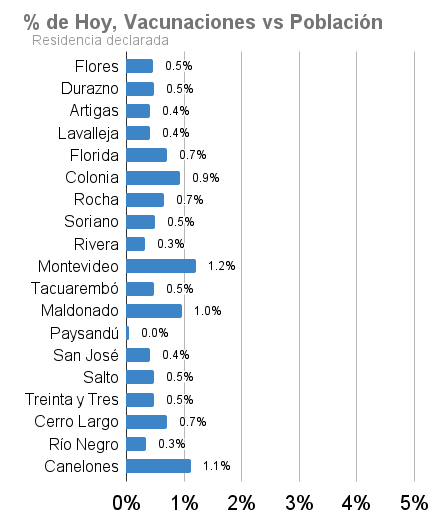 % de Hoy, Vacunaciones vs Población
Residencia declarada
Flores 0.5%
Durazno 0.5%
Artigas 0.4%
Lavalleja 0.4%
Florida 0.7%
Colonia 0.9%
Rocha 0.7%
Soriano 0.5%
Rivera 0.3%
Montevideo 1.2%
Tacuarembó 0.5%
Maldonado 1.0%
Paysandú 0.0%
San José 0.4%
Salto 0.5%
Treinta y Tres 0.5%
Cerro Largo 0.7%
Río Negro 0.3%
Canelones 1.1%
0% 1% 2% 3% 4% 5%